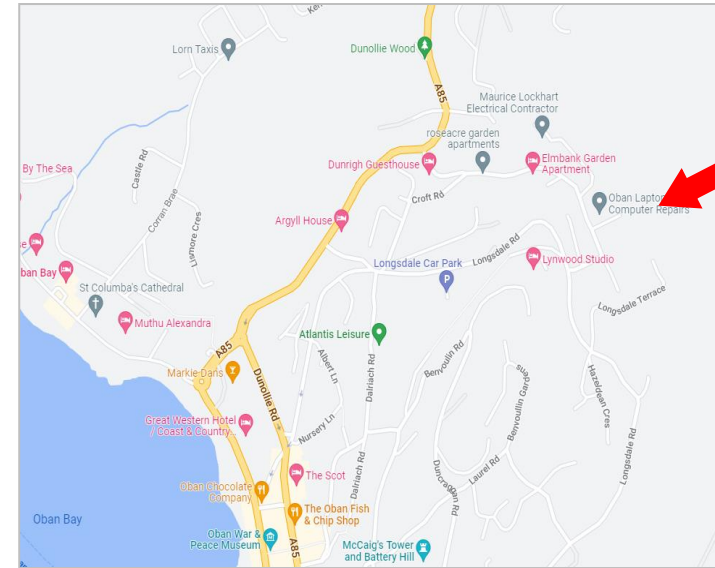 Ken
Lorn Taxis
Dunollie Wood
A85
Maurice Lockhart
Electrical Contractor
roseacre garden
apartments
By The Sea
Castle Rd
Dunrigh Guesthouse
Elmbank Garden
Apartment
Croft Rd
Oban Lapto
Computer Repairs
Corran Brae
Lismore Cres
Argyll House
Longsdale Rd
Longsdale Car Park
P
Lynwood Studio
ban Bay
St Columba's Cathedral
Longsdale Terrace
Muthu Alexandra
Atlantis Leisure
A85
Markie Dans
Albert Ln
Dalriach Rd
Benvoulin Rd
Benvoulin Gardens
Dunollie Rd
Hazeldean Cres
Great Western Hotel
/ Coast & Country...
Nursery Ln
Longsdale Rd
Laurel Rd
Dalriach Rd
Duncraggan Rd
The Scot
Oban Chocolate
Company
The Oban Fish
& Chip Shop
Oban Bay
Oban War &
Peace Museum
A85
McCaig's Tower
and Battery Hill